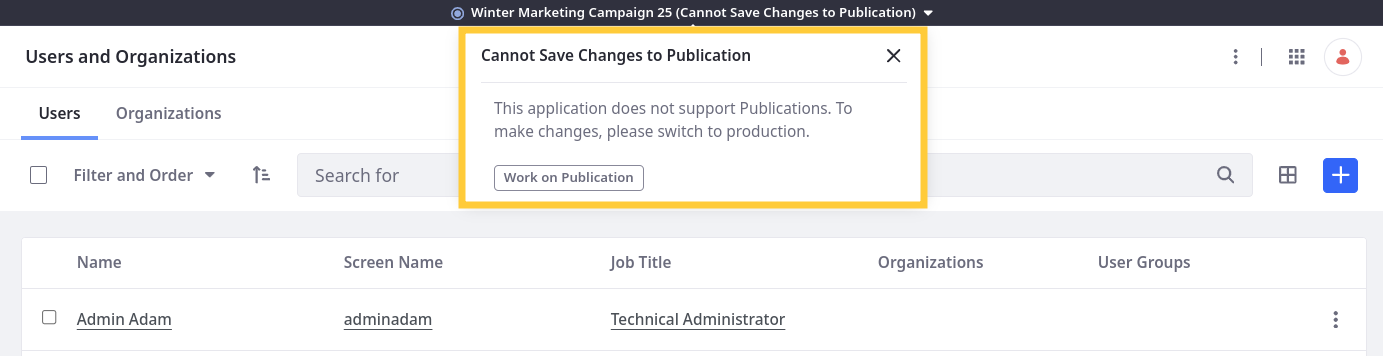 Winter Marketing Campaign 25 (Cannot Save Changes to Publication)
Users and Organizations
Cannot Save Changes to Publication
This application does not support Publications. To
make changes, please switch to production.
Work on Publication
Users Organizations
Filter and Order
Search for
Name Screen Name Job Title Organizations User Groups
Admin Adam adminadam Technical Administrator